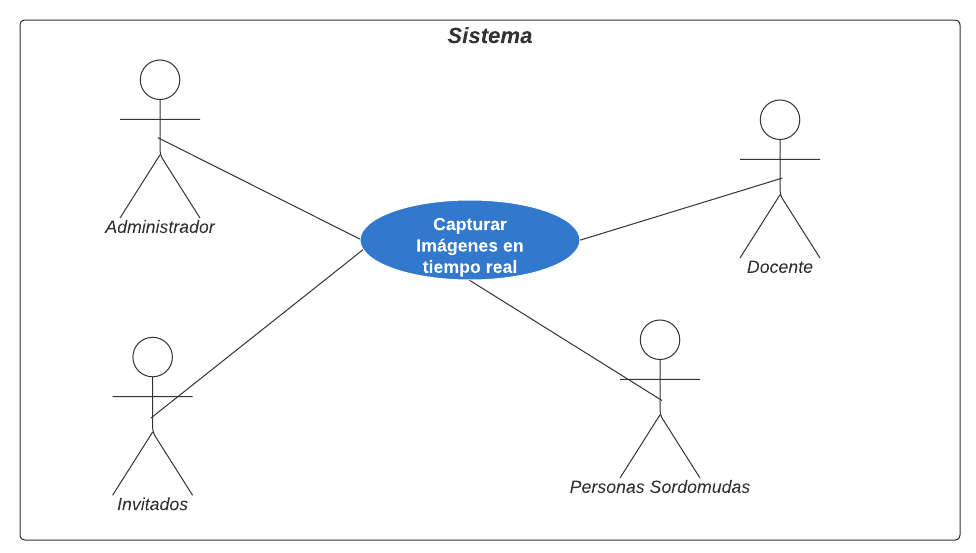 Sistema
Administrador
Capturar
Imágenes en
tiempo real
Docente
Invitados
Personas Sordomudas